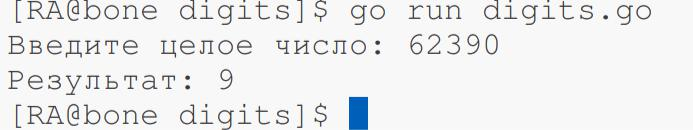 [RA@bone digits]$ go run digits.go
Введите целое число: 62390
Результат: 9
[RA@bone digits]$